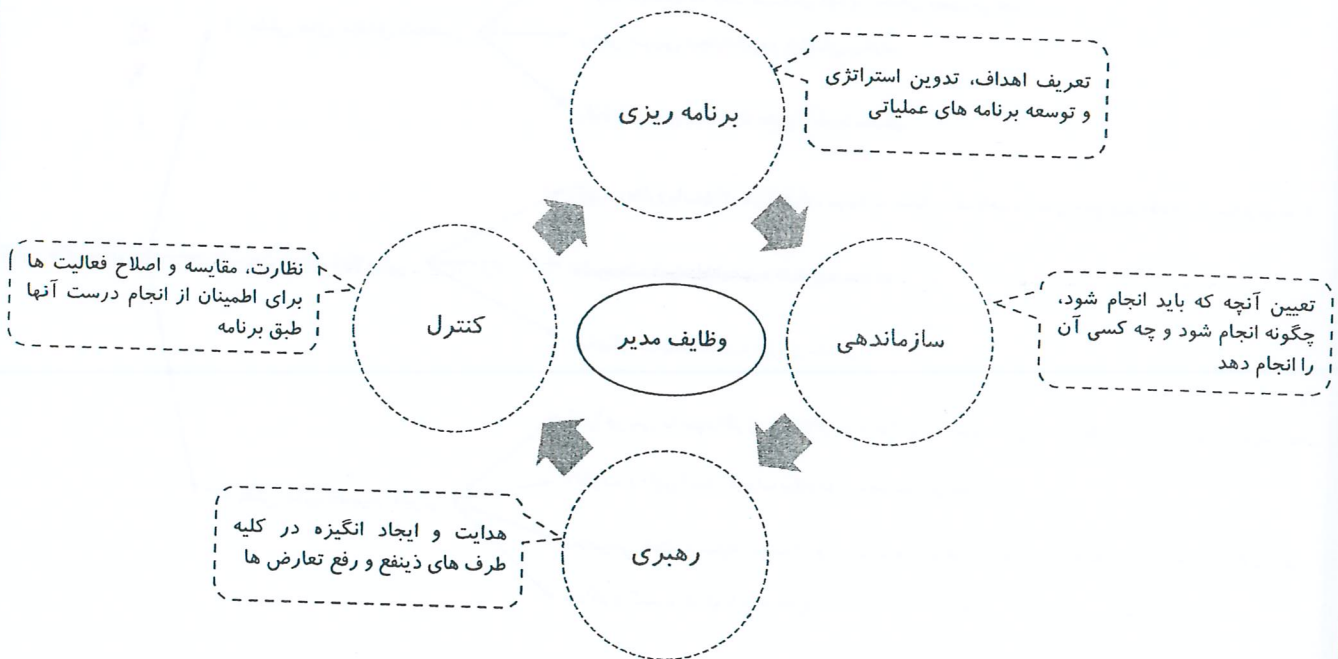 برنامه ریزی
تعریف اهداف، تدوین استراتژی
و توسعه برنامه های عملیاتی
سازماندهی
تعیین آنچه که باید انجام شود،
چگونه انجام شود و چه کسی آن
را انجام دهد
رهبری
هدایت و ایجاد انگیزه در کلیه
طرف های ذینفع و رفع تعارض ها
کنترل
نظارت، مقایسه و اصلاح فعالیت ها
برای اطمینان از انجام درست آنها
طبق برنامه
وظایف مدیر